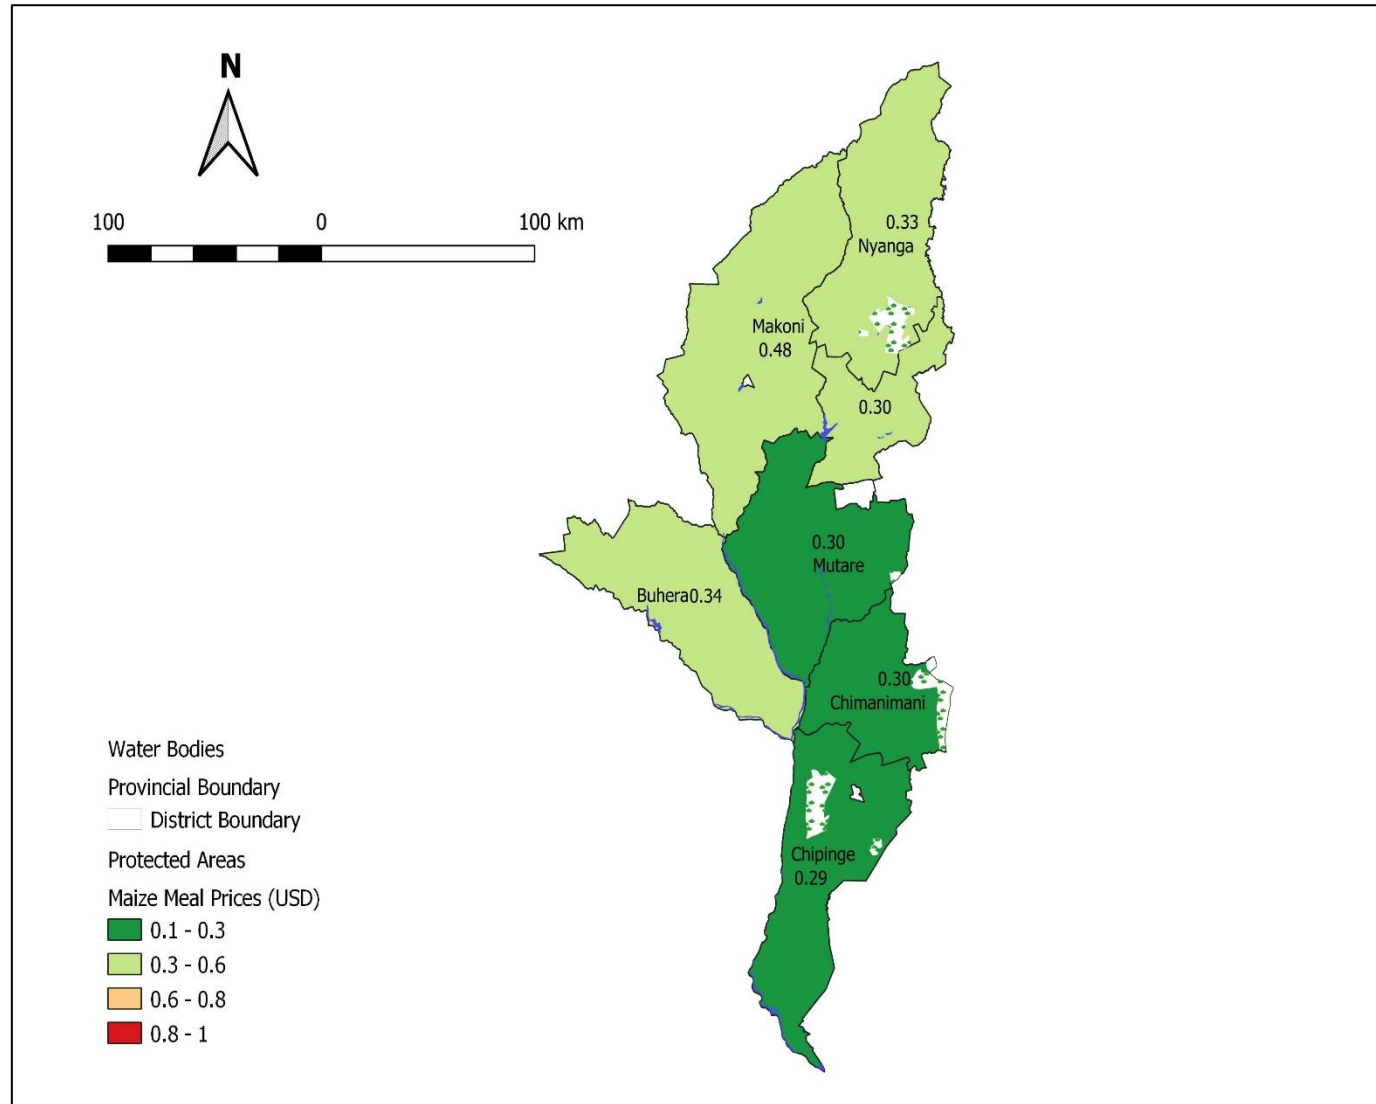 N
100 0 100 km
0.33
Nyanga
Makoni
0.48
0.30
0.30
Mutare
Buhera0.34
0.30
Chimanimani
Chipinge
0.29
Water Bodies
Provincial Boundary
District Boundary
Protected Areas
Maize Meal Prices (USD)
0.1 - 0.3
0.3 - 0.6
0.6 - 0.8
0.8 - 1